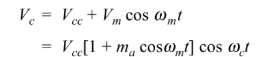 V_c = V_cc + V_m cos ω_m t
= V_cc[1 + m_a cosω_m t] cos ω_c t